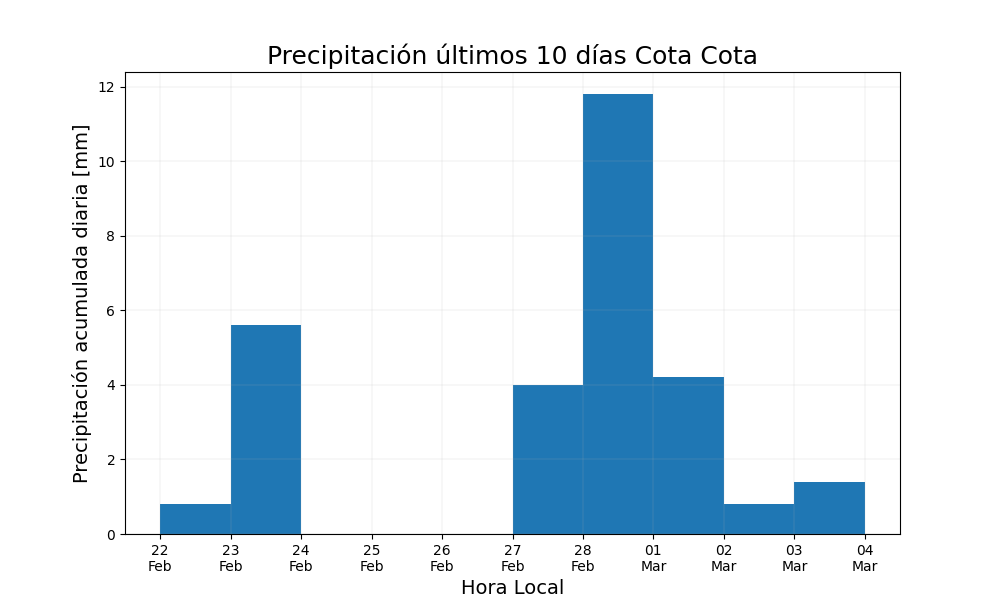 Precipitación últimos 10 días Cota Cota
Precipitación acumulada diaria [mm]
12
10
8
6
4
2
0
22 23 24 25 26 27 28 01 02 03 04
Feb Feb Feb Feb Feb Feb Feb Mar Mar Mar Mar
Hora Local